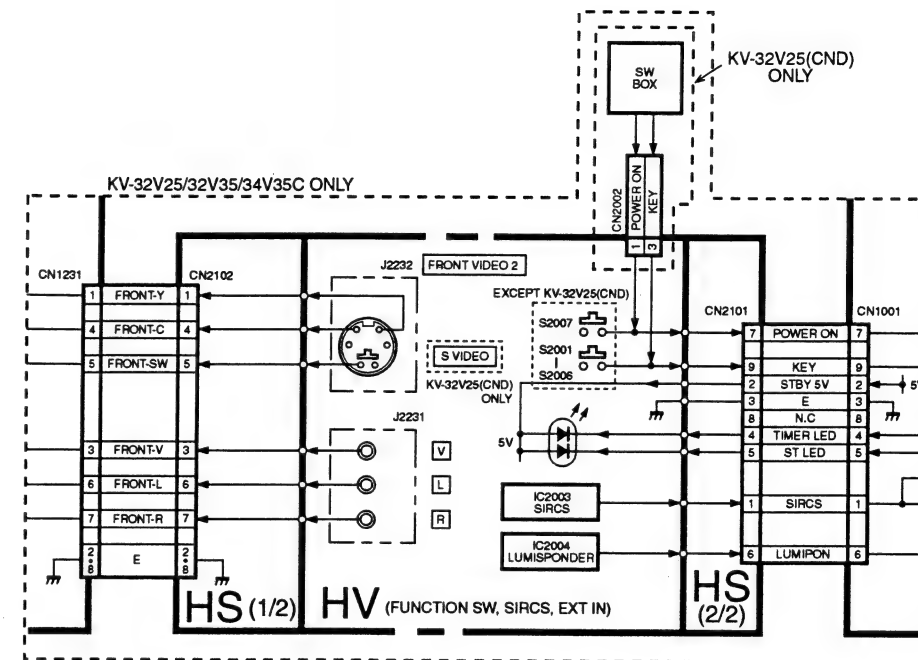 KV-32V25(CND)
ONLY
SW
BOX
KV-32V25/32V35/34V35C ONLY
CN2002
POWER ON
KEY
1
3
CN1231
CN2102
J2232
FRONT VIDEO 2
EXCEPT KV-32V25(CND)
S2007
S2001
S2006
CN2101
CN1001
1 FRONT-Y 1
4 FRONT-C 4
5 FRONT-SW 5
S VIDEO
KV-32V25(CND)
ONLY
J2231
3 FRONT-V 3
V
6 FRONT-L 6
L
7 FRONT-R 7
R
2 8 E 2 8
7 POWER ON 7
9 KEY 9
2 STBY 5V 2
3 E 3
8 N.C 8
4 TIMER LED 4
5 ST LED 5
5V
IC2003
SIRCS
1 SIRCS 1
IC2004
LUMISPONDER
6 LUMIPON 6
HS (1/2)
HV (FUNCTION SW, SIRCS, EXT IN)
HS
(2/2)